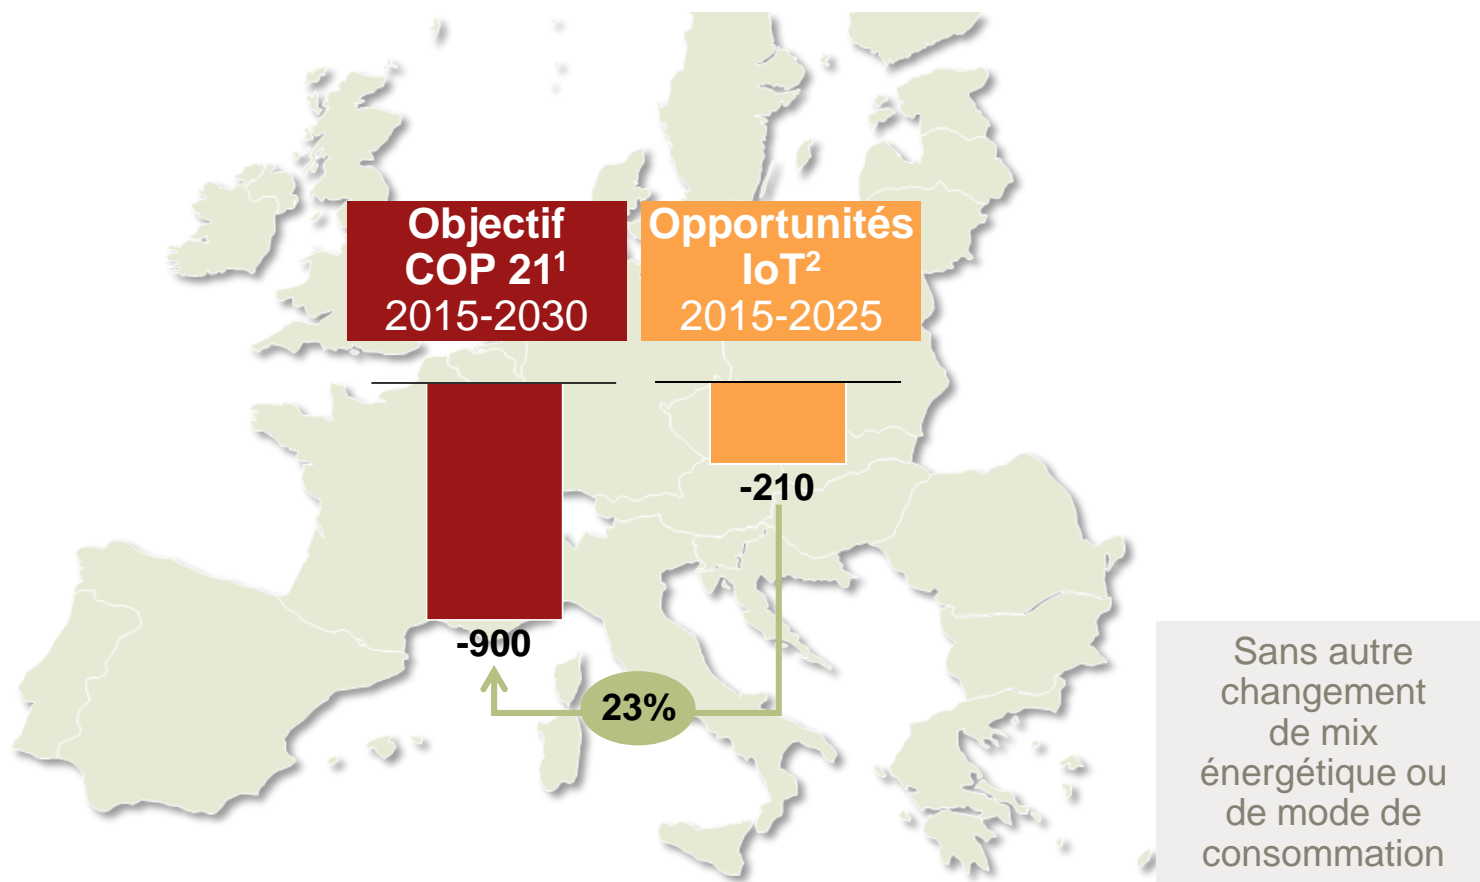 Objectif
COP 21¹
2015-2030
Opportunités
IoT²
2015-2025
-900
-210
23%
Sans autre
changement
de mix
énergétique ou
de mode de
consommation